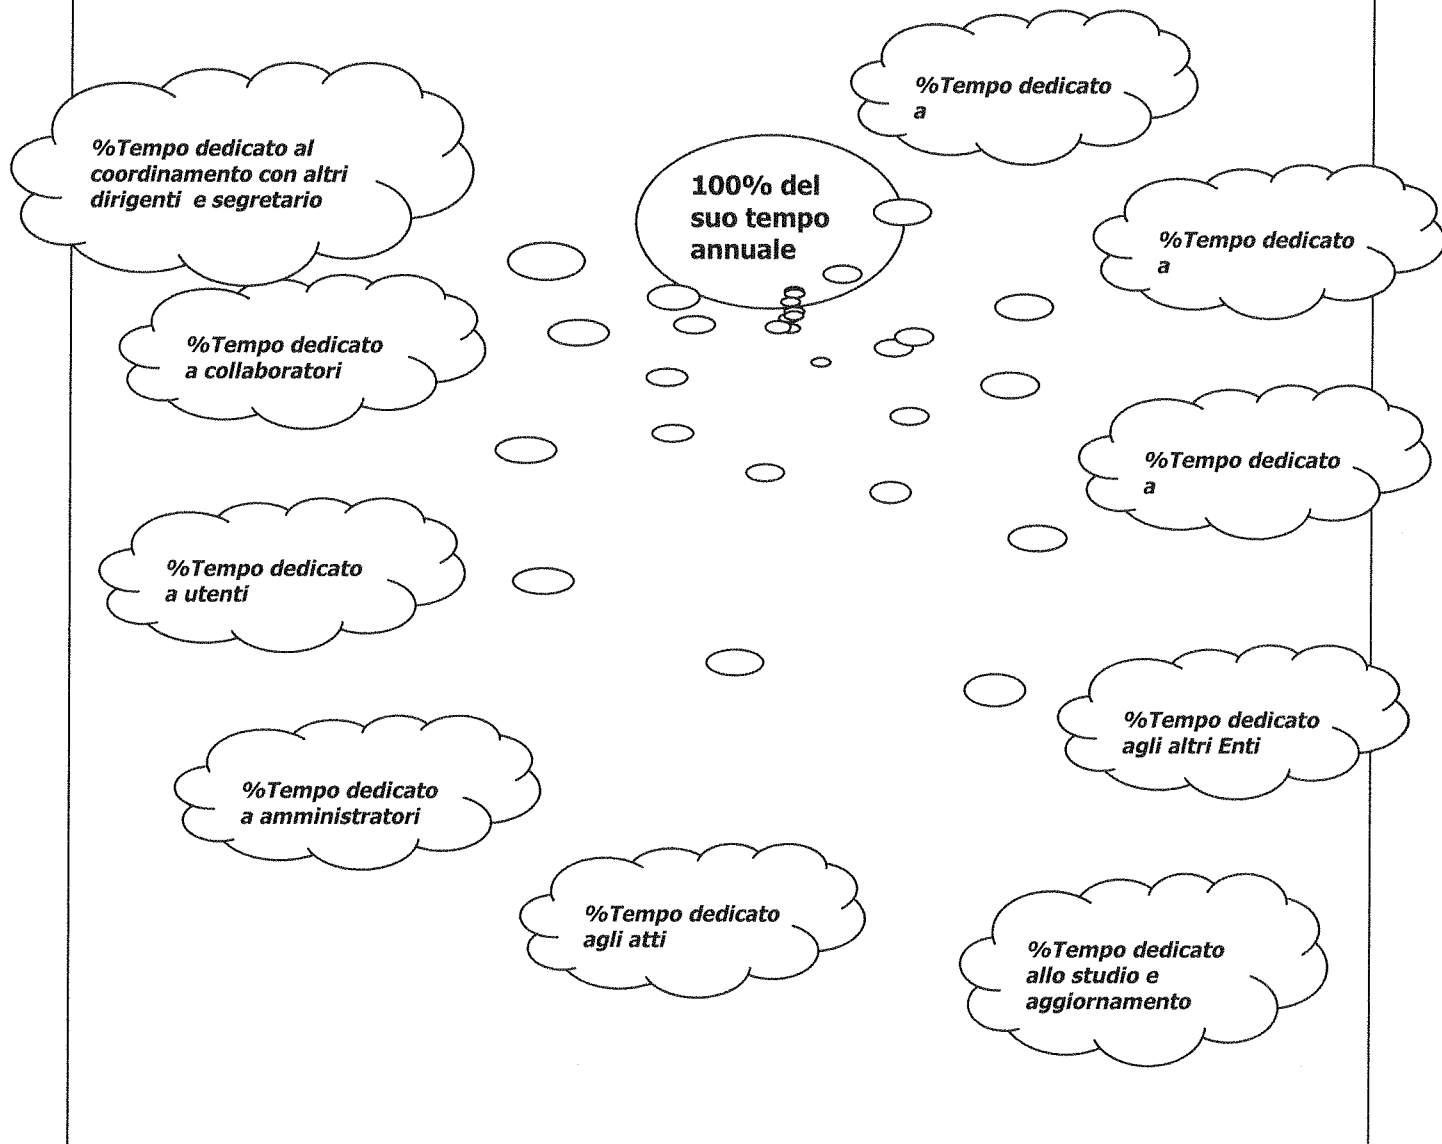 %Tempo dedicato
a
%Tempo dedicato al
coordinamento con altri
dirigenti e segretario
100% del
suo tempo
annuale
%Tempo dedicato
a
%Tempo dedicato
a collaboratori
%Tempo dedicato
a
%Tempo dedicato
a utenti
%Tempo dedicato
agli altri Enti
%Tempo dedicato
a amministratori
%Tempo dedicato
agli atti
%Tempo dedicato
allo studio e
aggiornamento